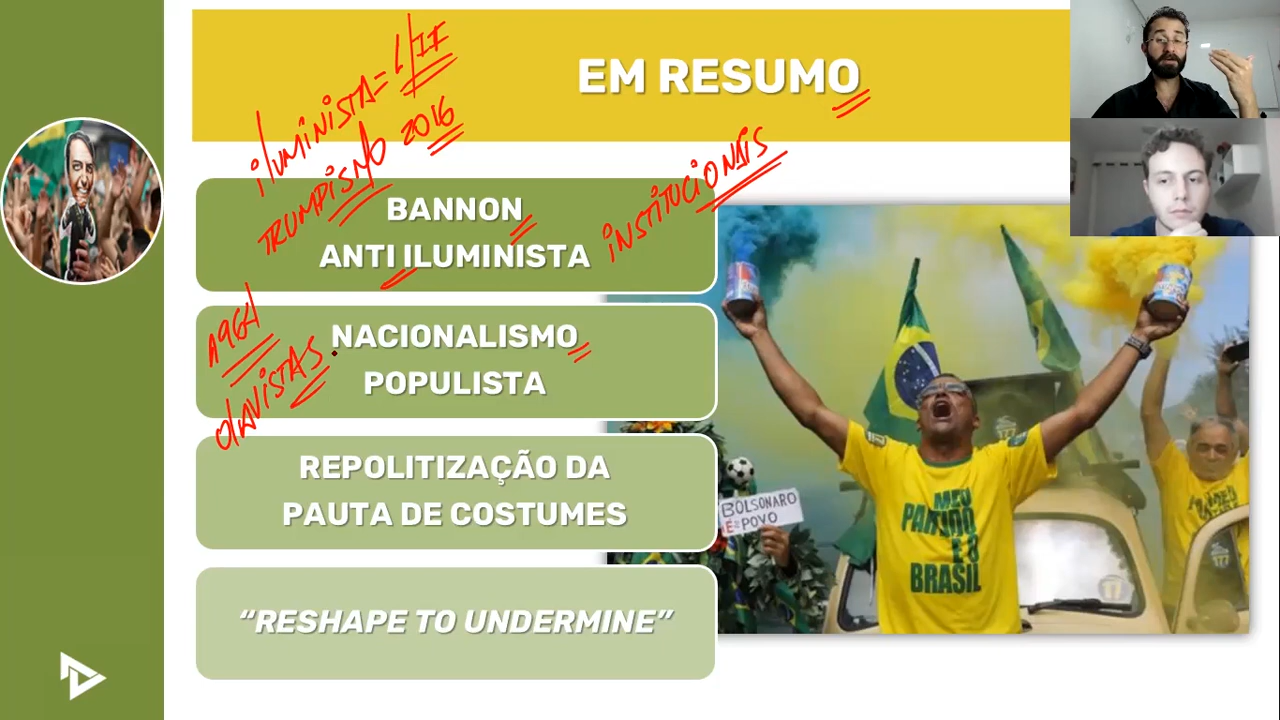 EM RESUMO
iLUMINISTA = L/IF
TRUMPISMO 2016
BANNON
ANTI ILUMINISTA
iNSTITUCIONAIS
NACIONALISMO
POPULISTA
OlAViSTAS
REPOLITIZAÇÃO DA
PAUTA DE COSTUMES
“RESHAPE TO UNDERMINE”
BOLSONARO
É POVO
MEU
PARTIDO
É O
BRASIL